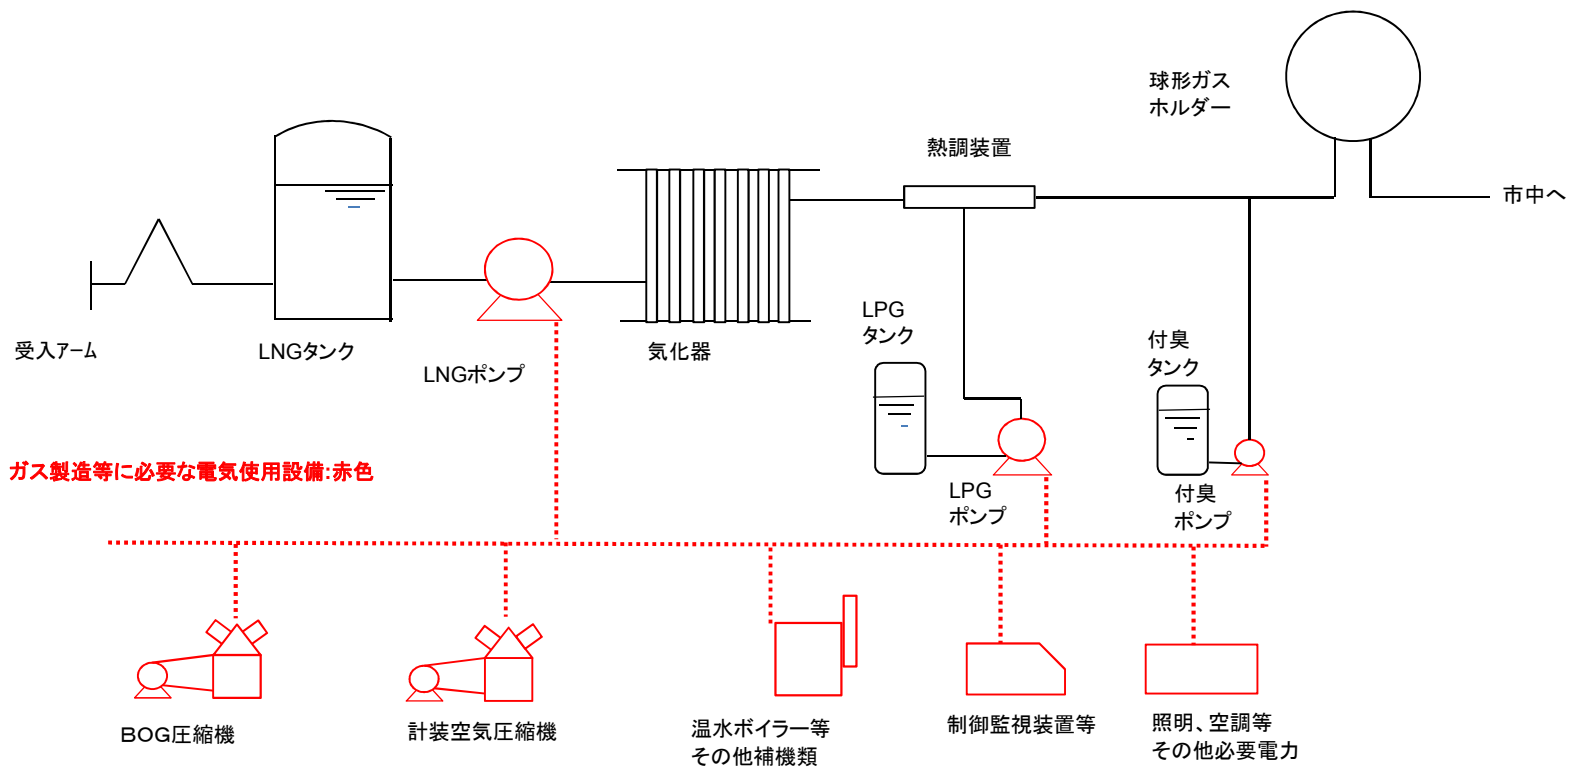 球形ガス
ホルダー
熱調装置
市中へ
受入アーム
LNGタンク
LNGポンプ
気化器
LPG
タンク
付臭
タンク
ガス製造等に必要な電気使用設備:赤色
LPG
ポンプ
付臭
ポンプ
BOG圧縮機
計装空気圧縮機
温水ボイラー等
その他補機類
制御監視装置等
照明、空調等
その他必要電力